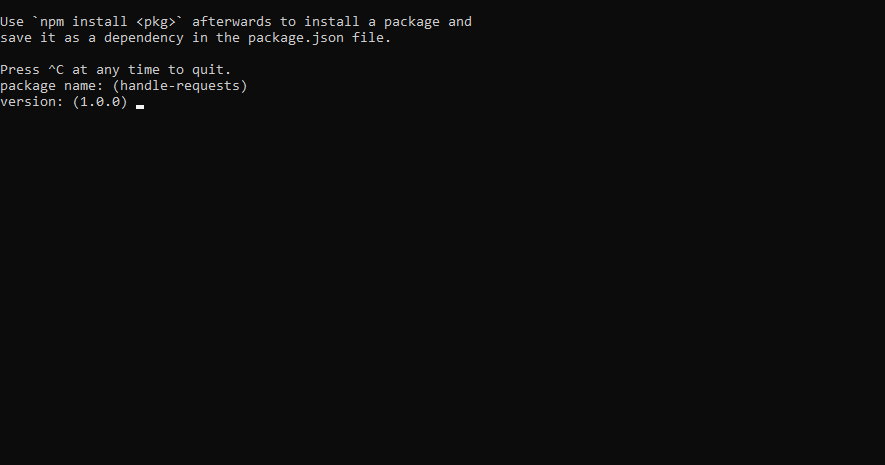 Use `npm install <pkg>` afterwards to install a package and
save it as a dependency in the package.json file.
Press ^C at any time to quit.
package name: (handle-requests)
version: (1.0.0)